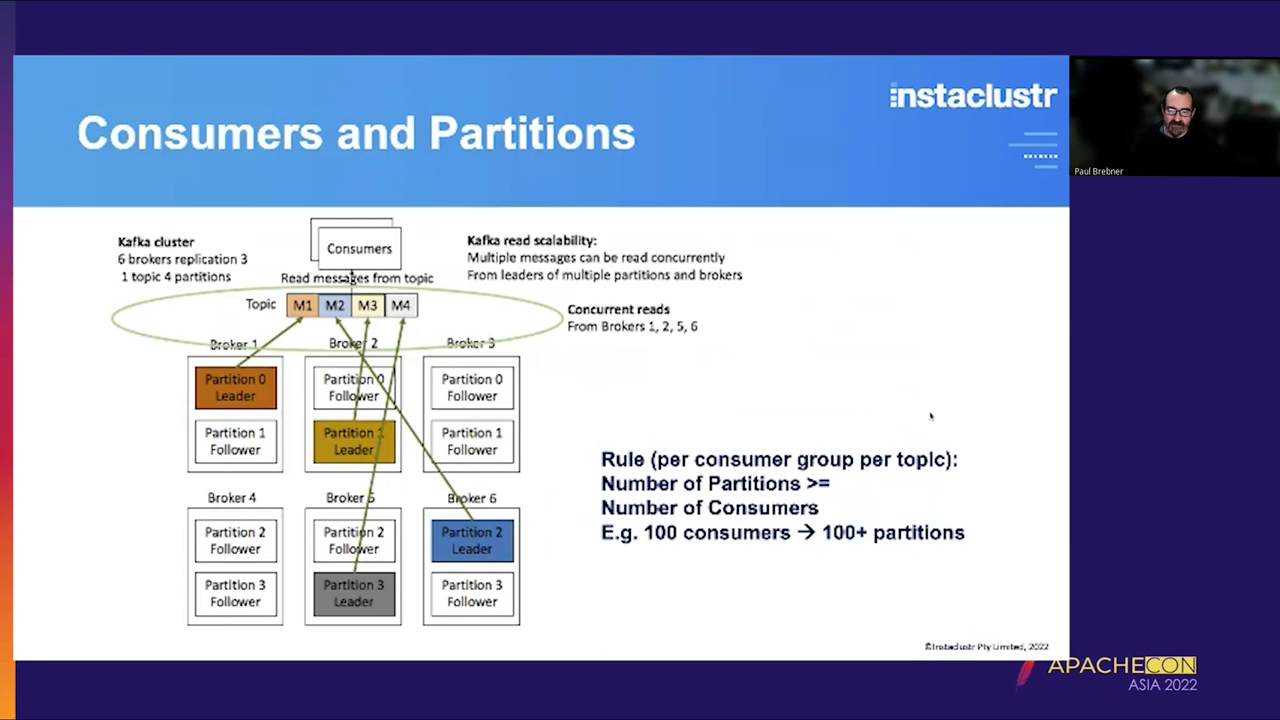 instaclustr
Consumers and Partitions
Paul Brebner
Kafka cluster
6 brokers replication 3
1 topic 4 partitions
Consumers
Read messages from topic
Kafka read scalability:
Multiple messages can be read concurrently
From leaders of multiple partitions and brokers
Topic
M1 M2 M3 M4
Concurrent reads
From Brokers 1, 2, 5, 6
Broker 1
Broker 2
Broker 3
Partition 0
Leader
Partition 0
Follower
Partition 0
Follower
Partition 1
Follower
Partition 1
Leader
Partition 1
Follower
Rule (per consumer group per topic):
Number of Partitions >=
Number of Consumers
E.g. 100 consumers → 100+ partitions
Broker 4
Broker 5
Broker 6
Partition 2
Follower
Partition 2
Follower
Partition 2
Leader
Partition 3
Follower
Partition 3
Leader
Partition 3
Follower
©Instaclustr Pty Limited, 2022
APACHECON
ASIA 2022